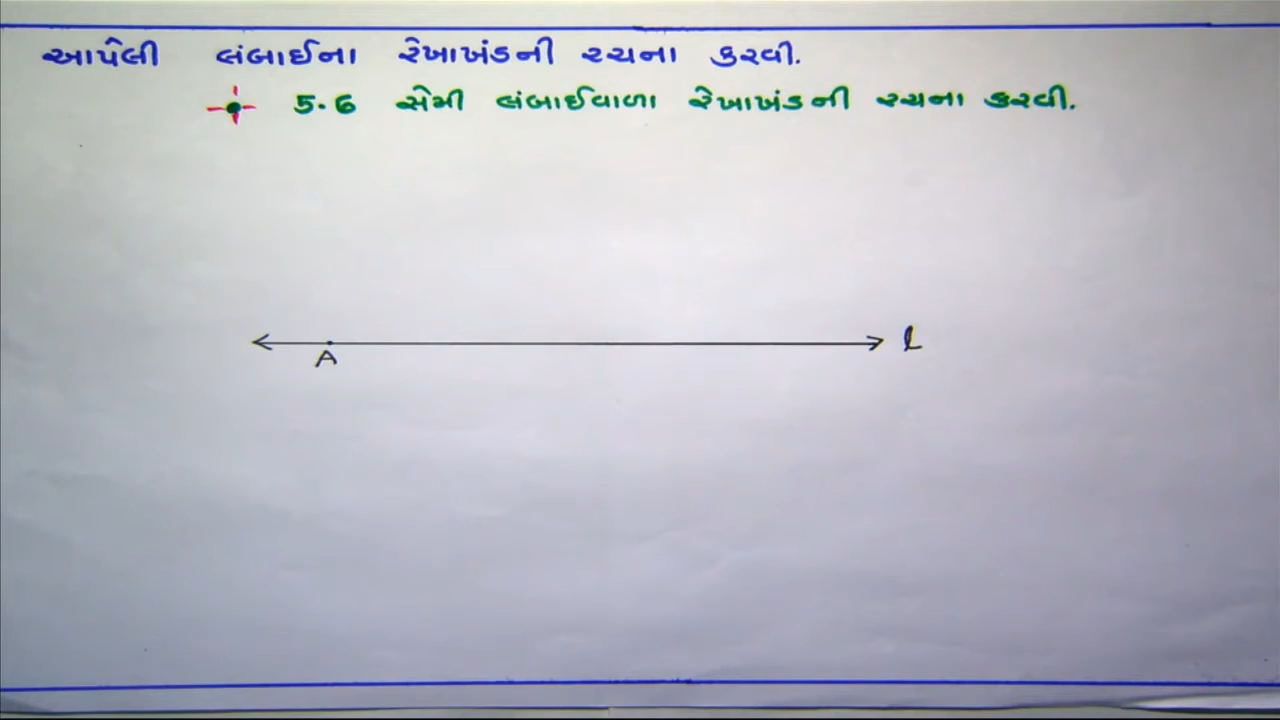 આપેલી લંબાઈના રેખાખંડની રચના કરવી.
5.6 સેમી લંબાઈવાળા રેખાખંડની રચના કરવી.
l
A